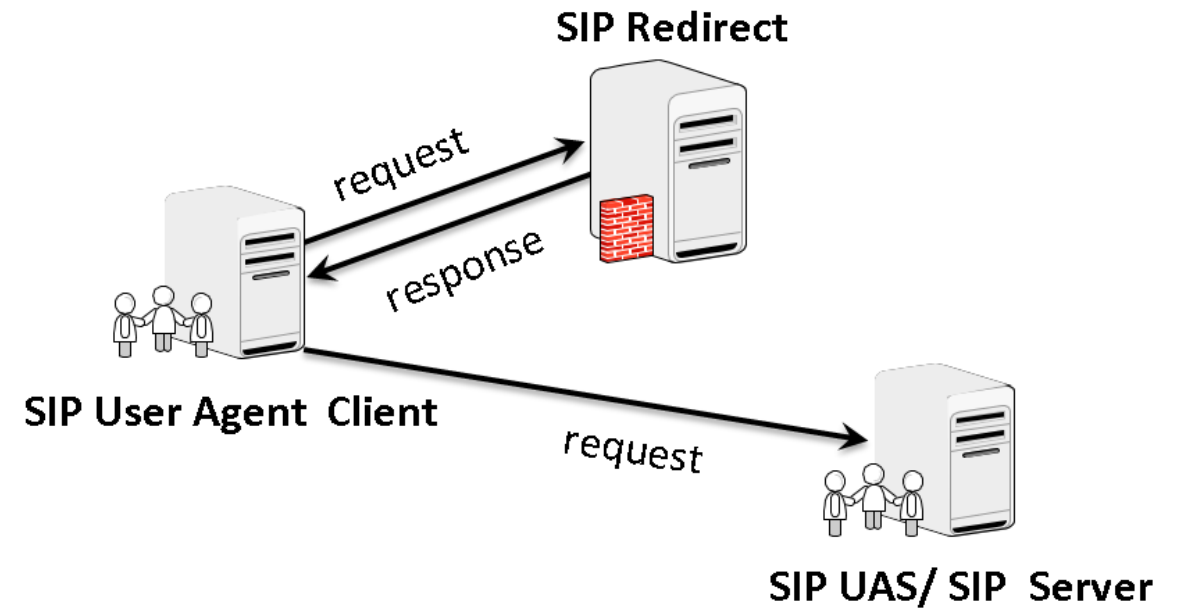 SIP Redirect
request
response
SIP User Agent Client
request
SIP UAS/ SIP Server